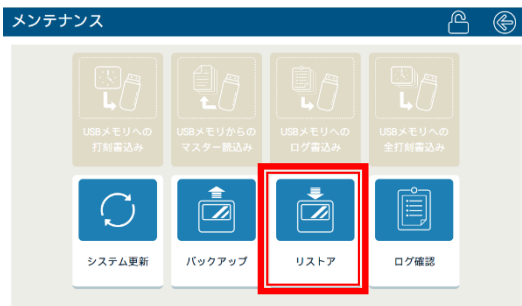 メンテナンス
USBメモリへの
打刻書込み
USBメモリからの
マスター読込み
USBメモリへの
ログ書込み
USBメモリへの
全打刻書込み
システム更新
バックアップ
リストア
ログ確認